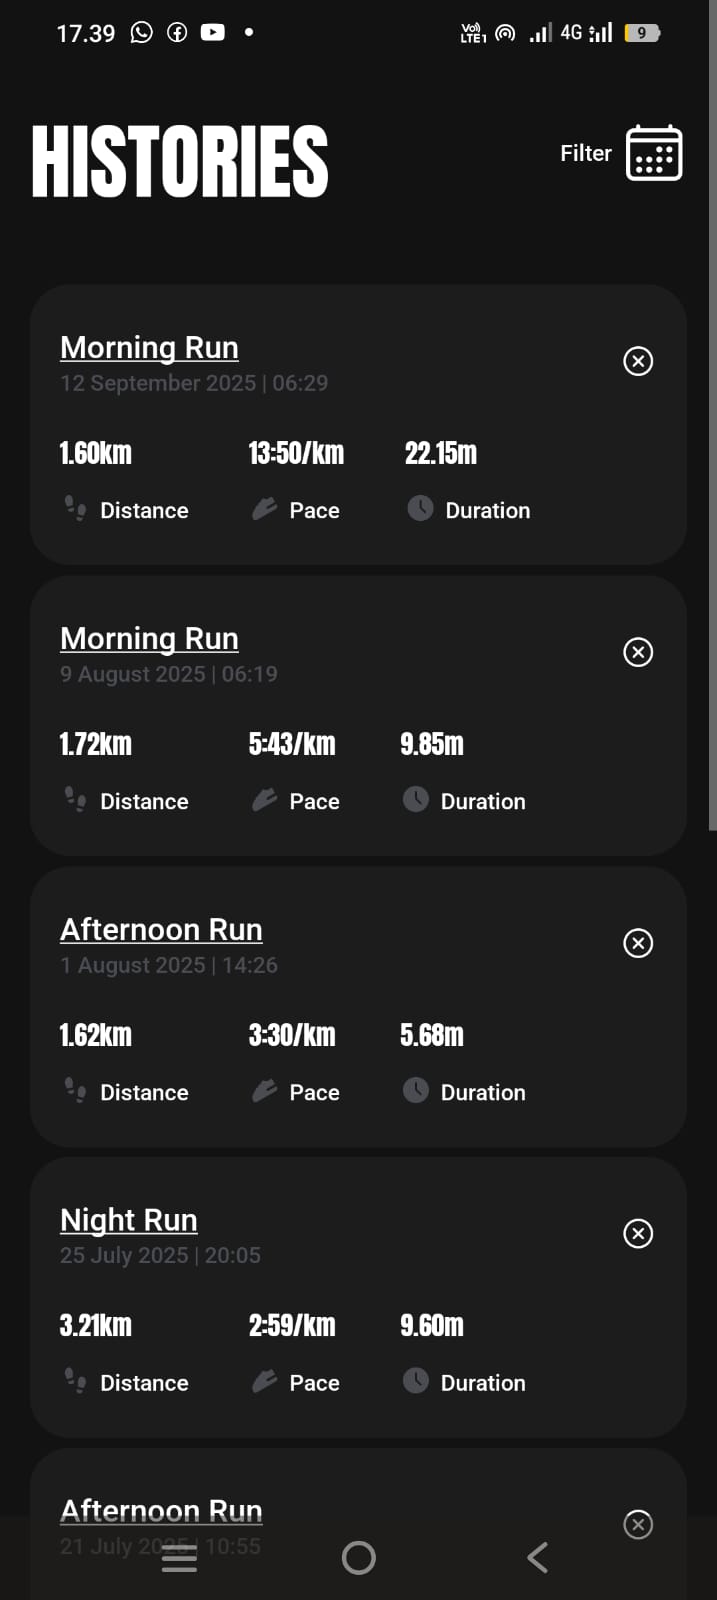 17.39
VoI) LTE1 4G 9
HISTORIES
Filter
Morning Run
12 September 2025 | 06:29
1.60km 13:50/km 22.15m
Distance Pace Duration
Morning Run
9 August 2025 | 06:19
1.72km 5:43/km 9.85m
Distance Pace Duration
Afternoon Run
1 August 2025 | 14:26
1.62km 3:30/km 5.68m
Distance Pace Duration
Night Run
25 July 2025 | 20:05
3.21km 2:59/km 9.60m
Distance Pace Duration
Afternoon Run
21 July 2025 | 10:55